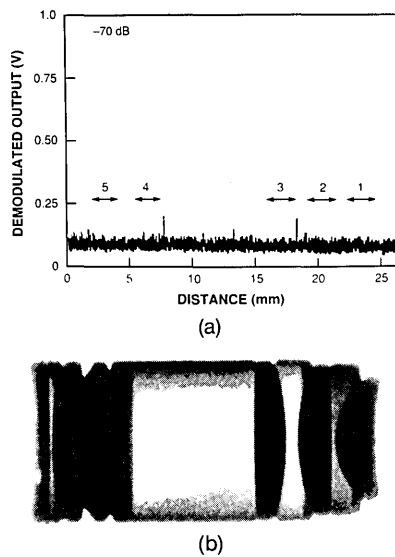 1.0
−70 dB
0.75
0.50
5 4 3 2 1
0.25
0
0 5 10 15 20 25
DEMODULATED OUTPUT (V)
DISTANCE (mm)
(a)
(b)